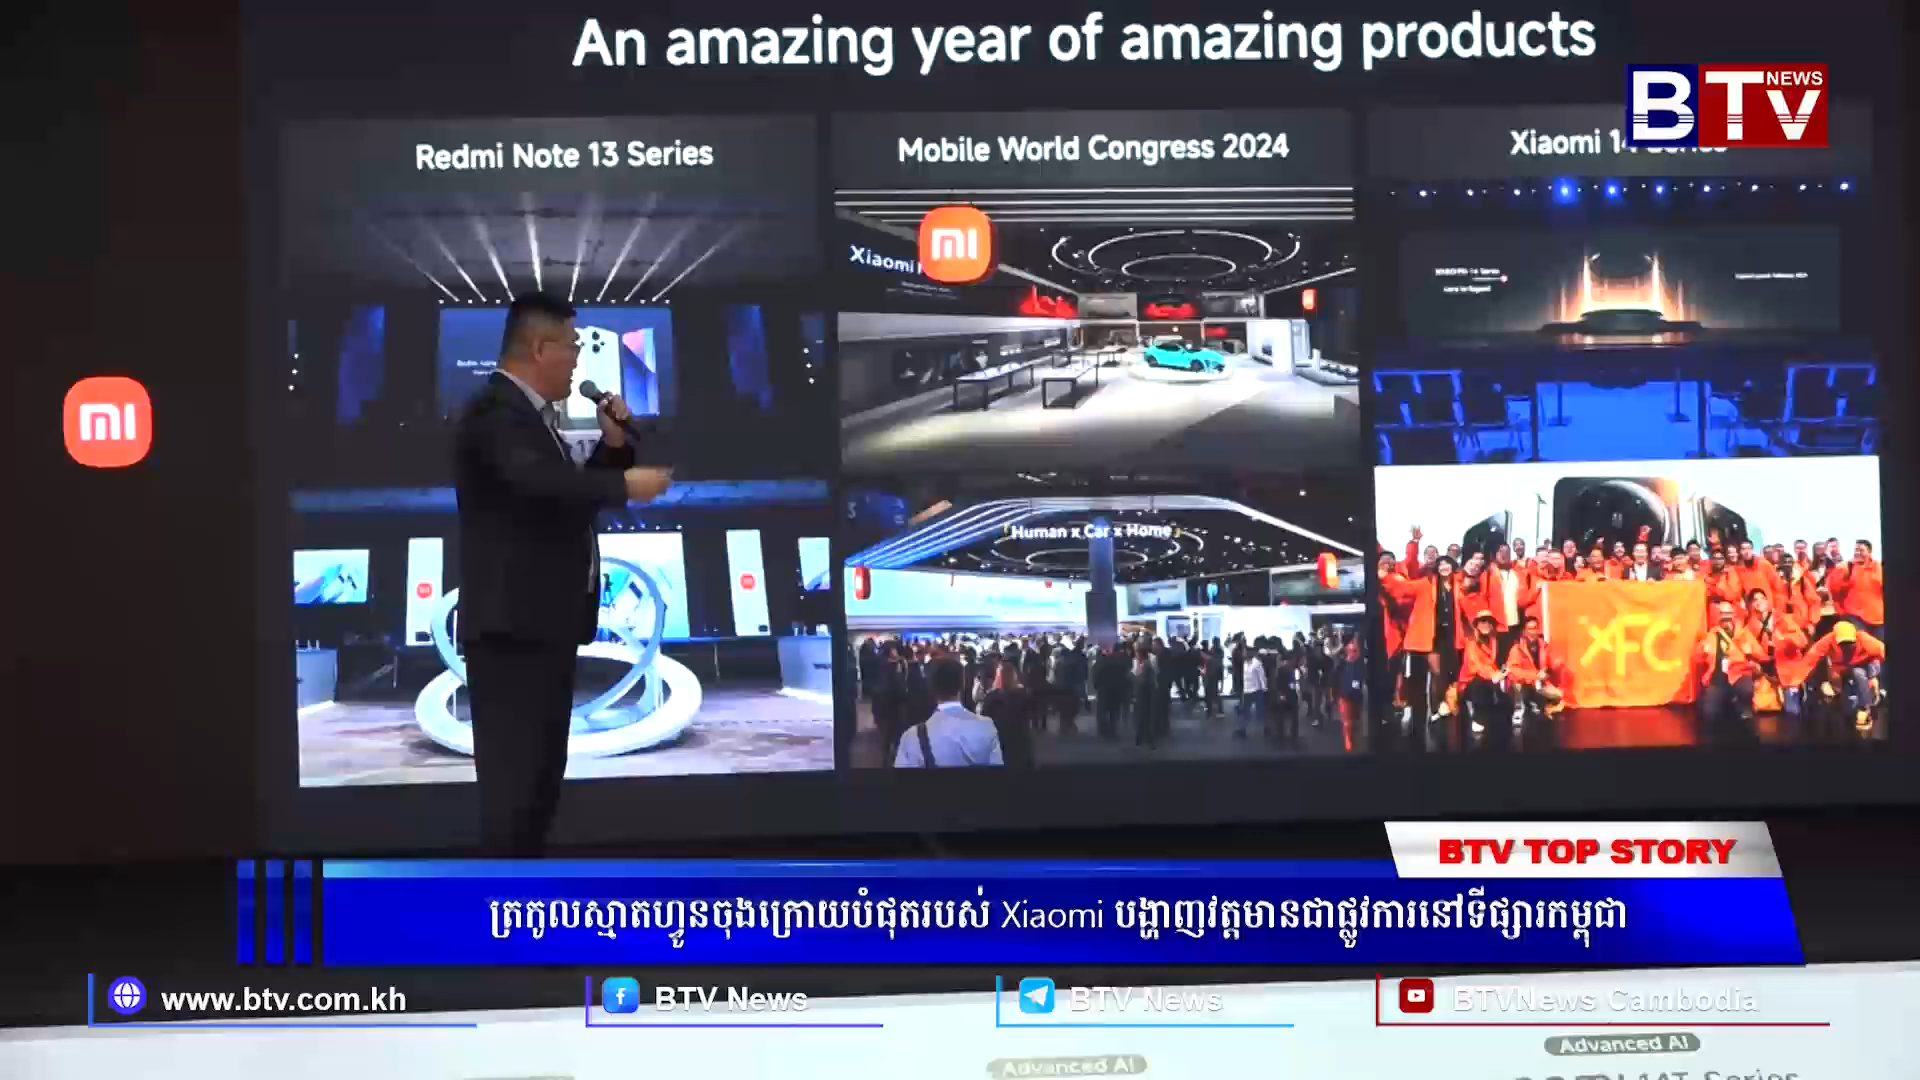 An amazing year of amazing products
NEWS
BTV
Redmi Note 13 Series
Mobile World Congress 2024
Xiaomi 14 Series
Xiaomi
mi
mi
Human x Car x Home
XFC
BTV TOP STORY
ត្រកូលស្មាតហ្វូនចុងក្រោយបំផុតរបស់ Xiaomi បង្ហាញវត្តមានជាផ្លូវការនៅទីផ្សារកម្ពុជា
www.btv.com.kh
BTV News
BTV News
BTVNews Cambodia
Advanced AI
Advanced AI
Series